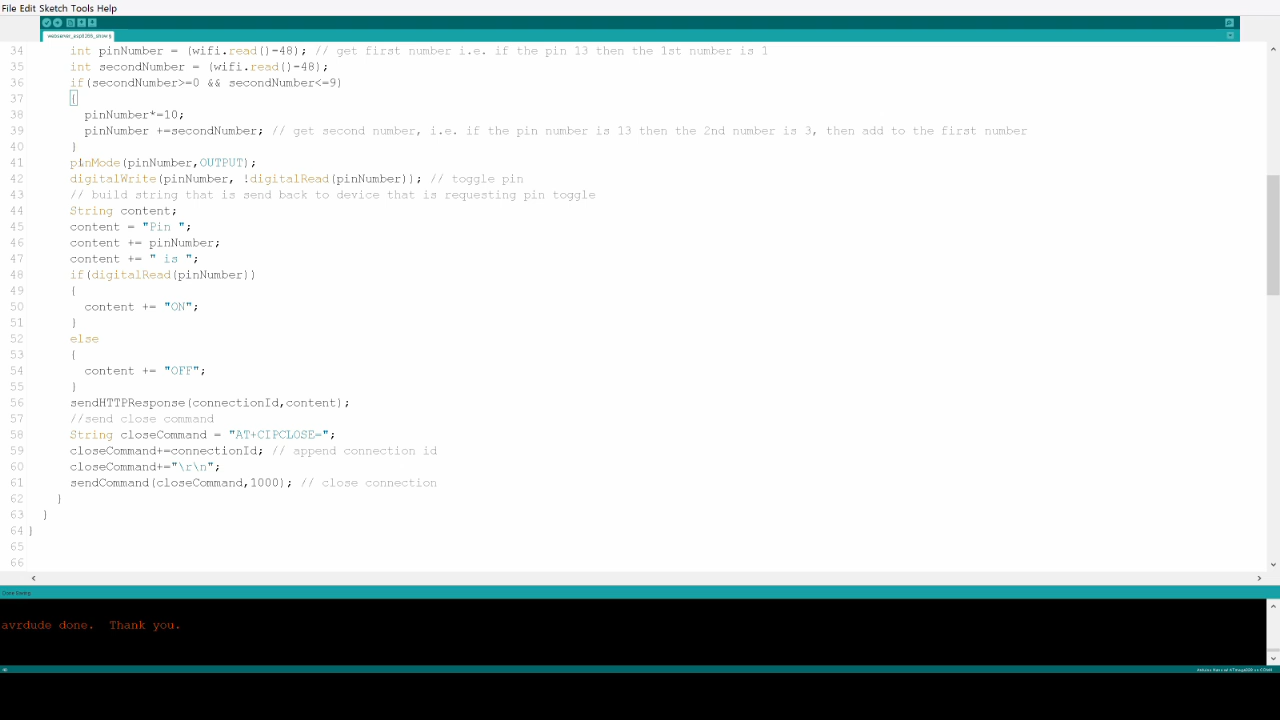 File Edit Sketch Tools Help
34 int pinNumber = (wifi.read()-48); // get first number i.e. if the pin 13 then the 1st number is 1
35 int secondNumber = (wifi.read()-48);
36 if(secondNumber>=0 && secondNumber<=9)
37 {
38 pinNumber*=10;
39 pinNumber +=secondNumber; // get second number, i.e. if the pin number is 13 then the 2nd number is 3, then add to the first number
40 }
41 pinMode(pinNumber,OUTPUT);
42 digitalWrite(pinNumber, !digitalRead(pinNumber)); // toggle pin
43 // build string that is send back to device that is requesting pin toggle
44 String content;
45 content = "Pin ";
46 content += pinNumber;
47 content += " is ";
48 if(digitalRead(pinNumber))
49 {
50 content += "ON";
51 }
52 else
53 {
54 content += "OFF";
55 }
56 sendHTTPResponse(connectionId,content);
57 //send close command
58 String closeCommand = "AT+CIPCLOSE=";
59 closeCommand+=connectionId; // append connection id
60 closeCommand+="\r\n";
61 sendCommand(closeCommand,1000); // close connection
62 }
63 }
64 }
65
66
Done Saving.
avrdude done.  Thank you.